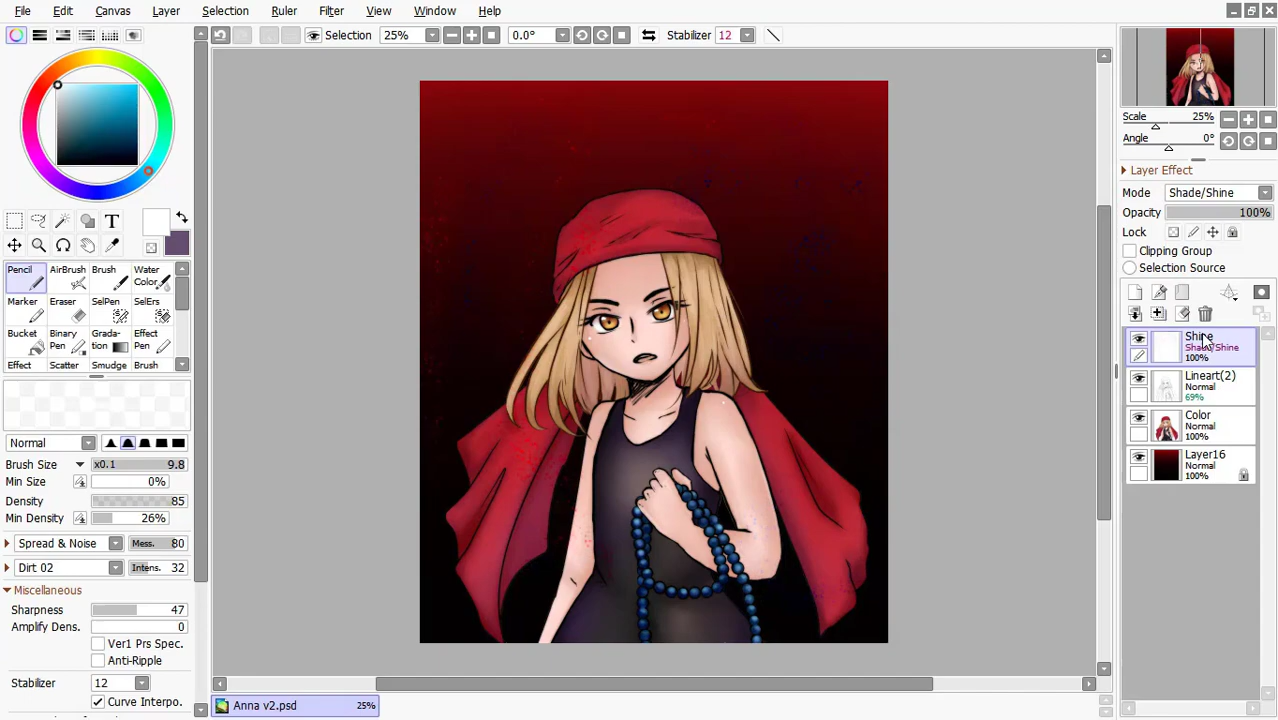 File Edit Canvas Layer Selection Ruler Filter View Window Help
Selection 25% 0.0° Stabilizer 12
Scale 25%
Angle 0°
Layer Effect
Mode Shade/Shine
Opacity 100%
Lock
Clipping Group
Selection Source
T
Pencil AirBrush Brush Water Color
Marker Eraser SelPen SelErs
Bucket Binary Pen Gradation Effect Pen
Effect Scatter Smudge Brush
Normal
Brush Size x0.1 9.8
Min Size 0%
Density 85
Min Density 26%
Spread & Noise Mess. 80
Dirt 02 Intens. 32
Miscellaneous
Sharpness 47
Amplify Dens. 0
Ver1 Prs Spec.
Anti-Ripple
Stabilizer 12
Curve Interpo.
Shine
Shade/Shine
100%
Lineart(2)
Normal
69%
Color
Normal
100%
Layer16
Normal
100%
Anna v2.psd 25%